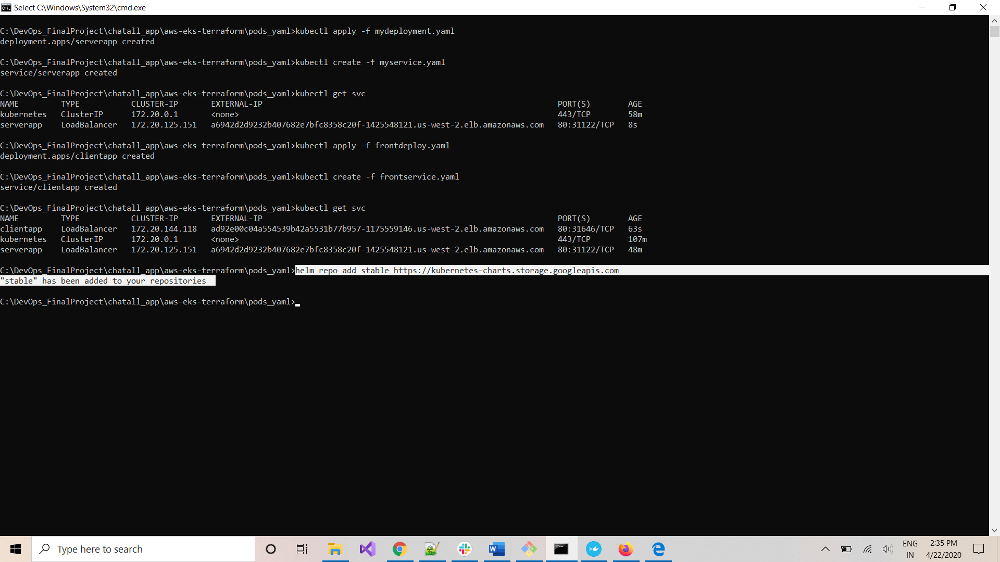 Select C:\Windows\System32\cmd.exe
C:\DevOps_FinalProject\chatall_app\aws-eks-terraform\pods_yaml>kubectl apply -f mydeployment.yaml
deployment.apps/serverapp created
C:\DevOps_FinalProject\chatall_app\aws-eks-terraform\pods_yaml>kubectl create -f myservice.yaml
service/serverapp created
C:\DevOps_FinalProject\chatall_app\aws-eks-terraform\pods_yaml>kubectl get svc
NAME TYPE CLUSTER-IP EXTERNAL-IP PORT(S) AGE
kubernetes ClusterIP 172.20.0.1 <none> 443/TCP 58m
serverapp LoadBalancer 172.20.125.151 a6942d2d9232b407682e7bfc8358c20f-1425548121.us-west-2.elb.amazonaws.com 80:31122/TCP 8s
C:\DevOps_FinalProject\chatall_app\aws-eks-terraform\pods_yaml>kubectl apply -f frontdeploy.yaml
deployment.apps/clientapp created
C:\DevOps_FinalProject\chatall_app\aws-eks-terraform\pods_yaml>kubectl create -f frontservice.yaml
service/clientapp created
C:\DevOps_FinalProject\chatall_app\aws-eks-terraform\pods_yaml>kubectl get svc
NAME TYPE CLUSTER-IP EXTERNAL-IP PORT(S) AGE
clientapp LoadBalancer 172.20.144.118 ad92e00c04a554539b42a5531b77b957-1175559146.us-west-2.elb.amazonaws.com 80:31646/TCP 63s
kubernetes ClusterIP 172.20.0.1 <none> 443/TCP 107m
serverapp LoadBalancer 172.20.125.151 a6942d2d9232b407682e7bfc8358c20f-1425548121.us-west-2.elb.amazonaws.com 80:31122/TCP 48m
C:\DevOps_FinalProject\chatall_app\aws-eks-terraform\pods_yaml>helm repo add stable https://kubernetes-charts.storage.googleapis.com
"stable" has been added to your repositories
C:\DevOps_FinalProject\chatall_app\aws-eks-terraform\pods_yaml>
Type here to search
ENG
IN
2:35 PM
4/22/2020